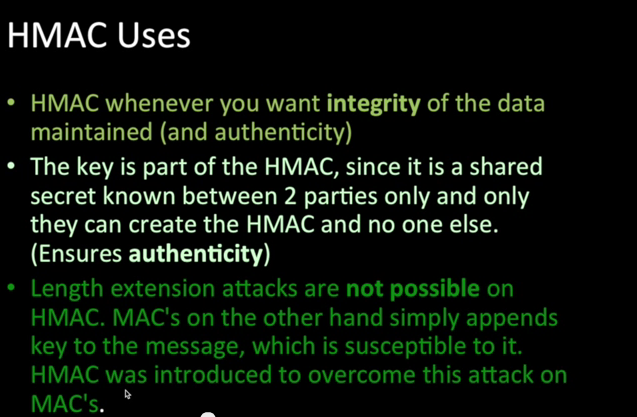 HMAC Uses
• HMAC whenever you want integrity of the data
maintained (and authenticity)
• The key is part of the HMAC, since it is a shared
secret known between 2 parties only and only
they can create the HMAC and no one else.
(Ensures authenticity)
• Length extension attacks are not possible on
HMAC. MAC's on the other hand simply appends
key to the message, which is susceptible to it.
HMAC was introduced to overcome this attack on
MAC's.